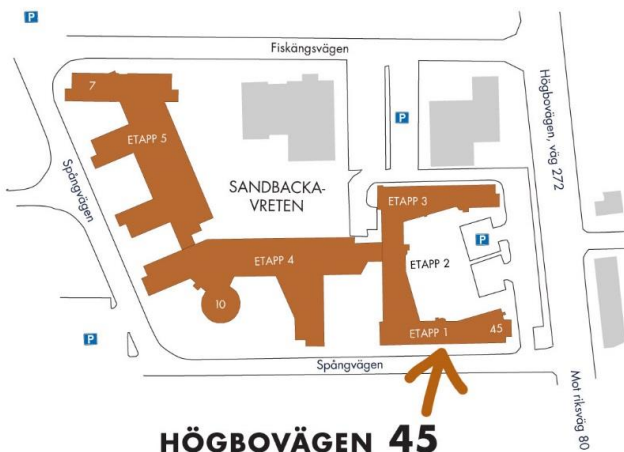 P
Fiskängsvägen
7
Högbovägen, väg 272
P
ETAPP 5
Spångvägen
SANDBACKA-
VRETEN
ETAPP 3
P
ETAPP 4
ETAPP 2
10
ETAPP 1
45
P
Spångvägen
Mot riksväg 80
HÖGBOVÄGEN 45